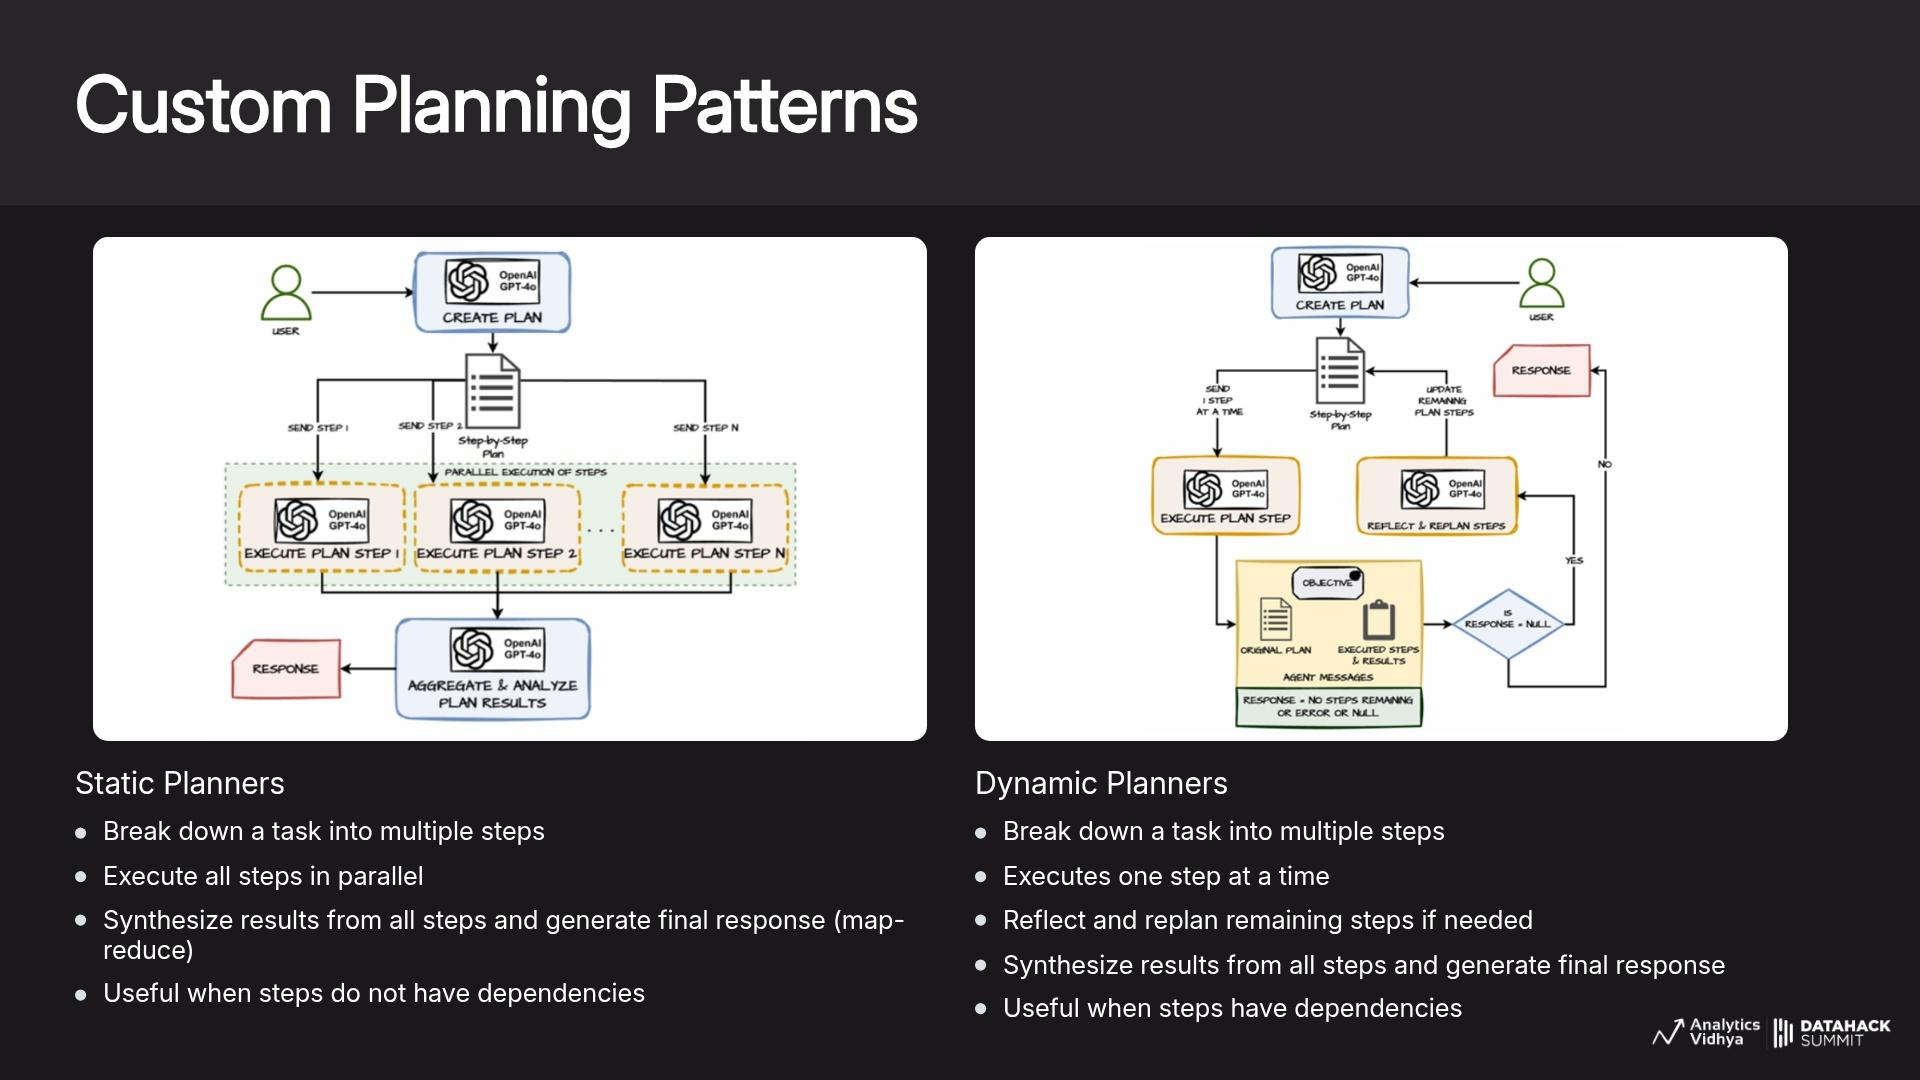 Custom Planning Patterns
OpenAI
GPT-4o
CREATE PLAN
USER
SEND STEP 1
SEND STEP 2
SEND STEP N
Step-by-Step
Plan
PARALLEL EXECUTION OF STEPS
OpenAI
GPT-4o
EXECUTE PLAN STEP 1
OpenAI
GPT-4o
EXECUTE PLAN STEP 2
. . .
OpenAI
GPT-4o
EXECUTE PLAN STEP N
OpenAI
GPT-4o
AGGREGATE & ANALYZE
PLAN RESULTS
RESPONSE
OpenAI
GPT-4o
CREATE PLAN
USER
RESPONSE
SEND
1 STEP
AT A TIME
Step-by-Step
Plan
UPDATE
REMAINING
PLAN STEPS
NO
OpenAI
GPT-4o
EXECUTE PLAN STEP
OpenAI
GPT-4o
REFLECT & REPLAN STEPS
YES
OBJECTIVE
ORIGINAL PLAN
EXECUTED STEPS
& RESULTS
AGENT MESSAGES
IS
RESPONSE = NULL
RESPONSE = NO STEPS REMAINING
OR ERROR OR NULL
Static Planners
Break down a task into multiple steps
Execute all steps in parallel
Synthesize results from all steps and generate final response (map-
reduce)
Useful when steps do not have dependencies
Dynamic Planners
Break down a task into multiple steps
Executes one step at a time
Reflect and replan remaining steps if needed
Synthesize results from all steps and generate final response
Useful when steps have dependencies
Analytics
Vidhya
DATAHACK
SUMMIT